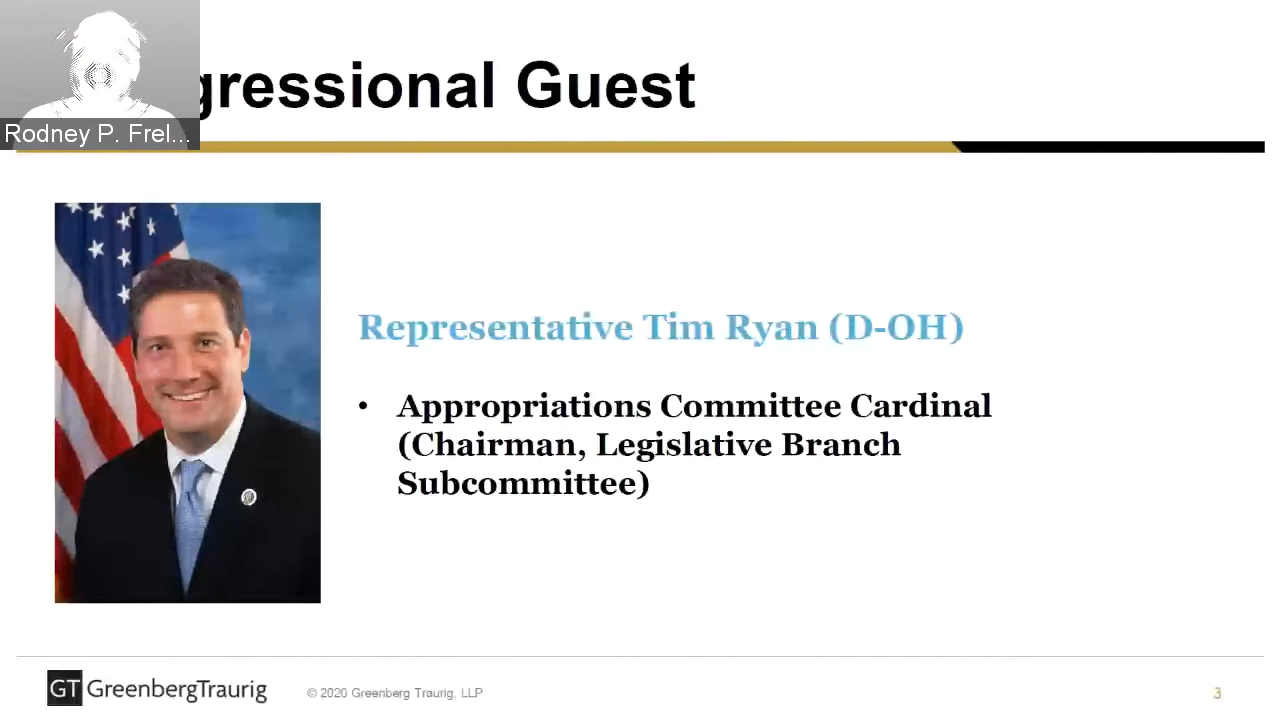 gressional Guest
Rodney P. Frel...
Representative Tim Ryan (D-OH)
• Appropriations Committee Cardinal
(Chairman, Legislative Branch
Subcommittee)
GT GreenbergTraurig
© 2020 Greenberg Traurig, LLP
3